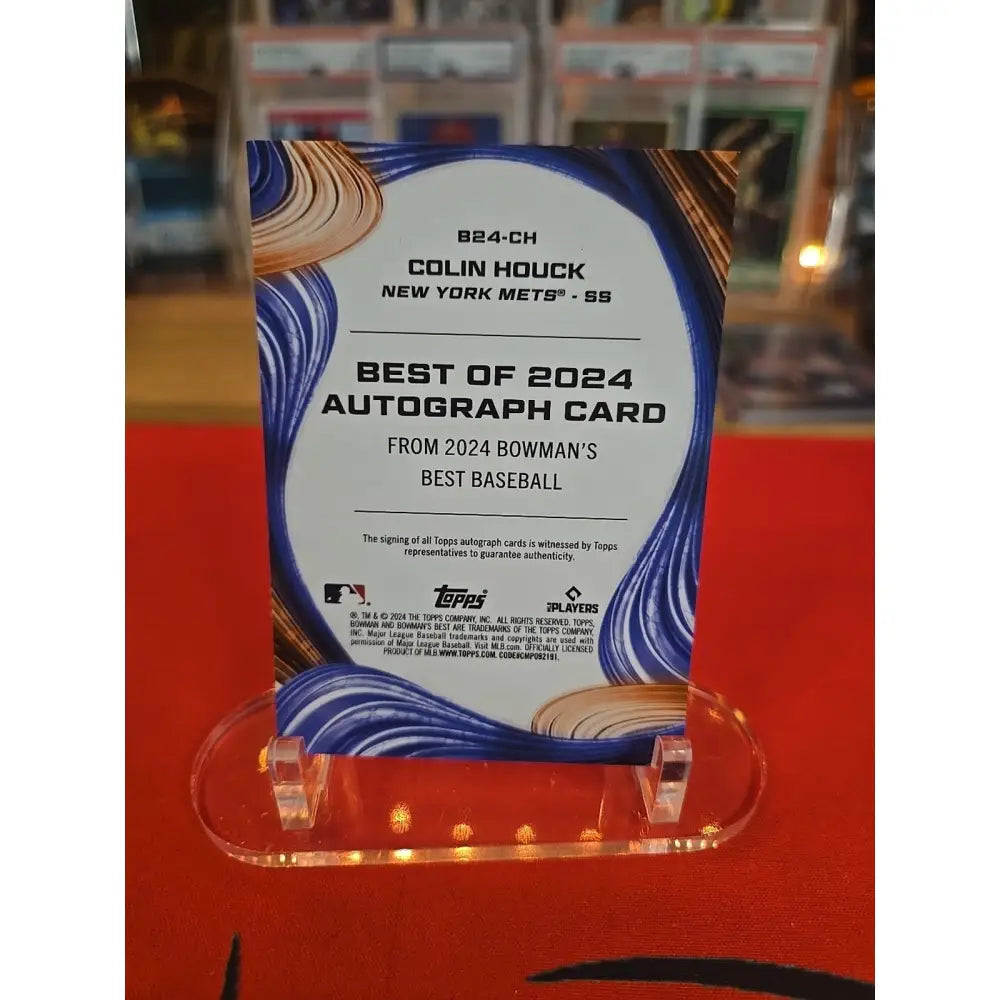 B24-CH
COLIN HOUCK
NEW YORK METS® - SS
BEST OF 2024
AUTOGRAPH CARD
FROM 2024 BOWMAN'S
BEST BASEBALL
The signing of all Topps autograph cards is witnessed by Topps
representatives to guarantee authenticity.
topps
PLAYERS
®, TM & © 2024 THE TOPPS COMPANY, INC. ALL RIGHTS RESERVED. TOPPS,
BOWMAN AND BOWMAN'S BEST ARE TRADEMARKS OF THE TOPPS COMPANY,
INC. Major League Baseball trademarks and copyrights are used with
permission of Major League Baseball. Visit MLB.com. OFFICIALLY LICENSED
PRODUCT OF MLB.WWW.TOPPS.COM. CODE#CMP092191.